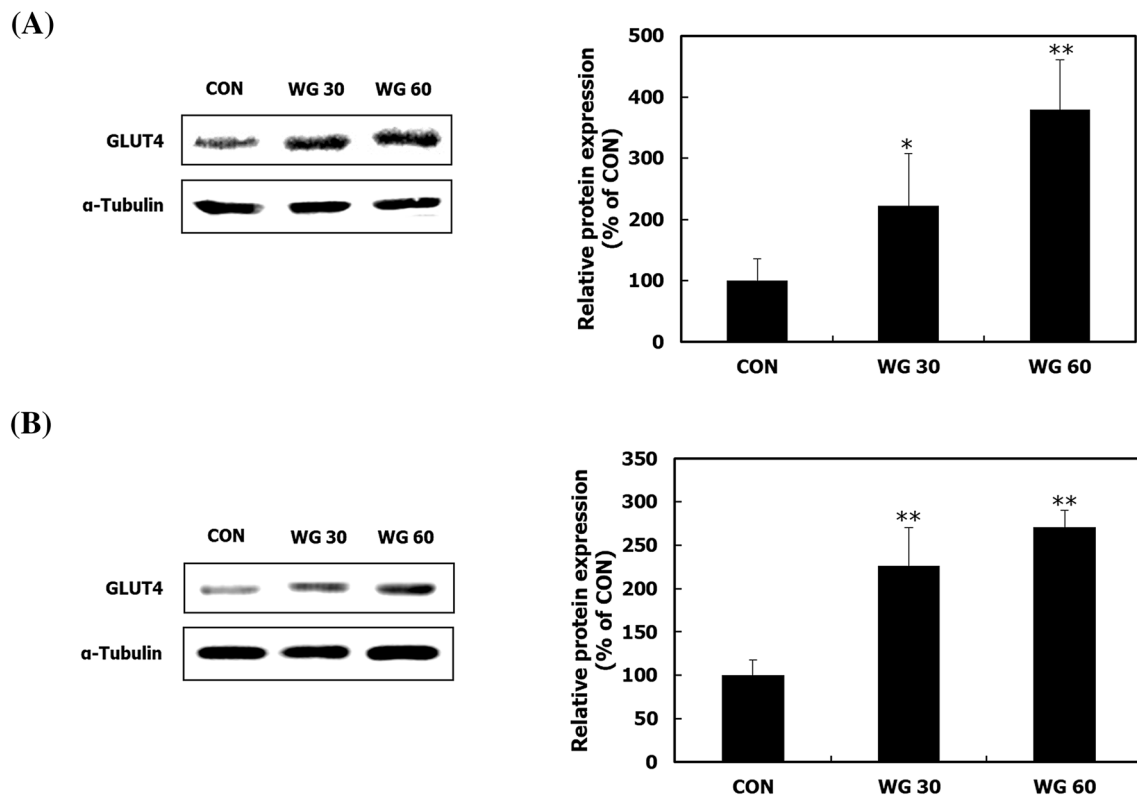 (A)
CON WG 30 WG 60
GLUT4
α-Tubulin
Relative protein expression
(% of CON)
500
400
300
200
100
0
*
**
CON WG 30 WG 60
(B)
CON WG 30 WG 60
GLUT4
α-Tubulin
Relative protein expression
(% of CON)
350
300
250
200
150
100
50
0
**
**
CON WG 30 WG 60